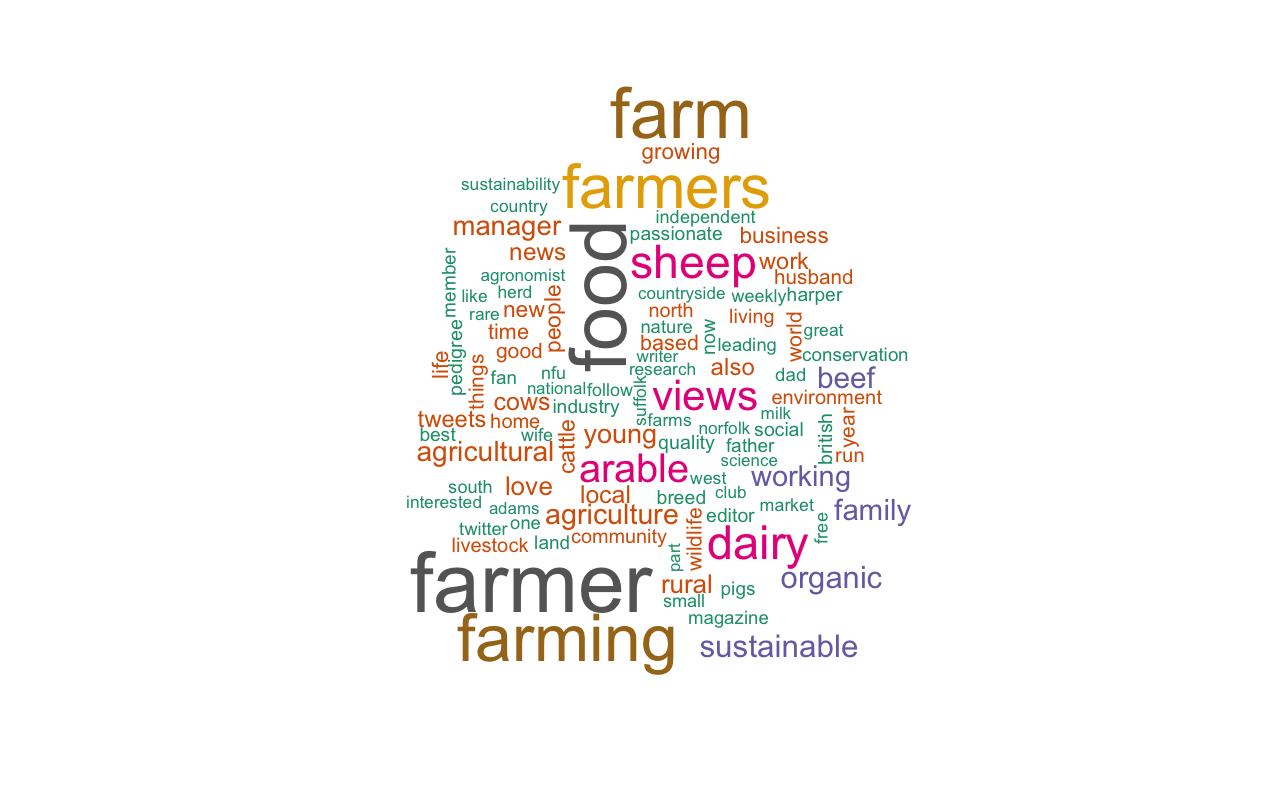 farm
growing
farmers
sustainability
country
manager
independent
passionate
business
news
food
sheep
work
husband
member
agronomist
like
herd
people
countryside
weekly
harper
rare
new
north
living
world
great
time
nature
now
good
based
leading
conservation
pedigree
life
things
writer
research
also
dad
beef
fan
nfu
national
follow
suffolk
views
environment
cows
industry
milk
tweets
home
farms
norfolk
social
british
year
best
wife
cattle
young
quality
father
run
agricultural
arable
science
west
working
south
love
local
breed
club
interested
adams
market
family
agriculture
editor
free
twitter
one
wildlife
livestock
land
community
part
dairy
farmer
rural
pigs
organic
small
magazine
farming
sustainable